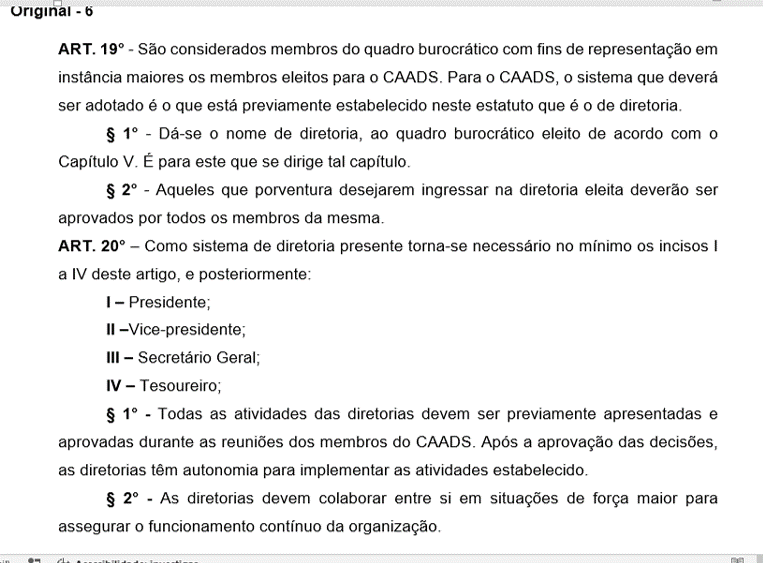 Original - 6
ART. 19° - São considerados membros do quadro burocrático com fins de representação em
instância maiores os membros eleitos para o CAADS. Para o CAADS, o sistema que deverá
ser adotado é o que está previamente estabelecido neste estatuto que é o de diretoria.
§ 1° - Dá-se o nome de diretoria, ao quadro burocrático eleito de acordo com o
Capítulo V. É para este que se dirige tal capítulo.
§ 2° - Aqueles que porventura desejarem ingressar na diretoria eleita deverão ser
aprovados por todos os membros da mesma.
ART. 20° – Como sistema de diretoria presente torna-se necessário no mínimo os incisos I
a IV deste artigo, e posteriormente:
I – Presidente;
II –Vice-presidente;
III – Secretário Geral;
IV – Tesoureiro;
§ 1° - Todas as atividades das diretorias devem ser previamente apresentadas e
aprovadas durante as reuniões dos membros do CAADS. Após a aprovação das decisões,
as diretorias têm autonomia para implementar as atividades estabelecido.
§ 2° - As diretorias devem colaborar entre si em situações de força maior para
assegurar o funcionamento contínuo da organização.